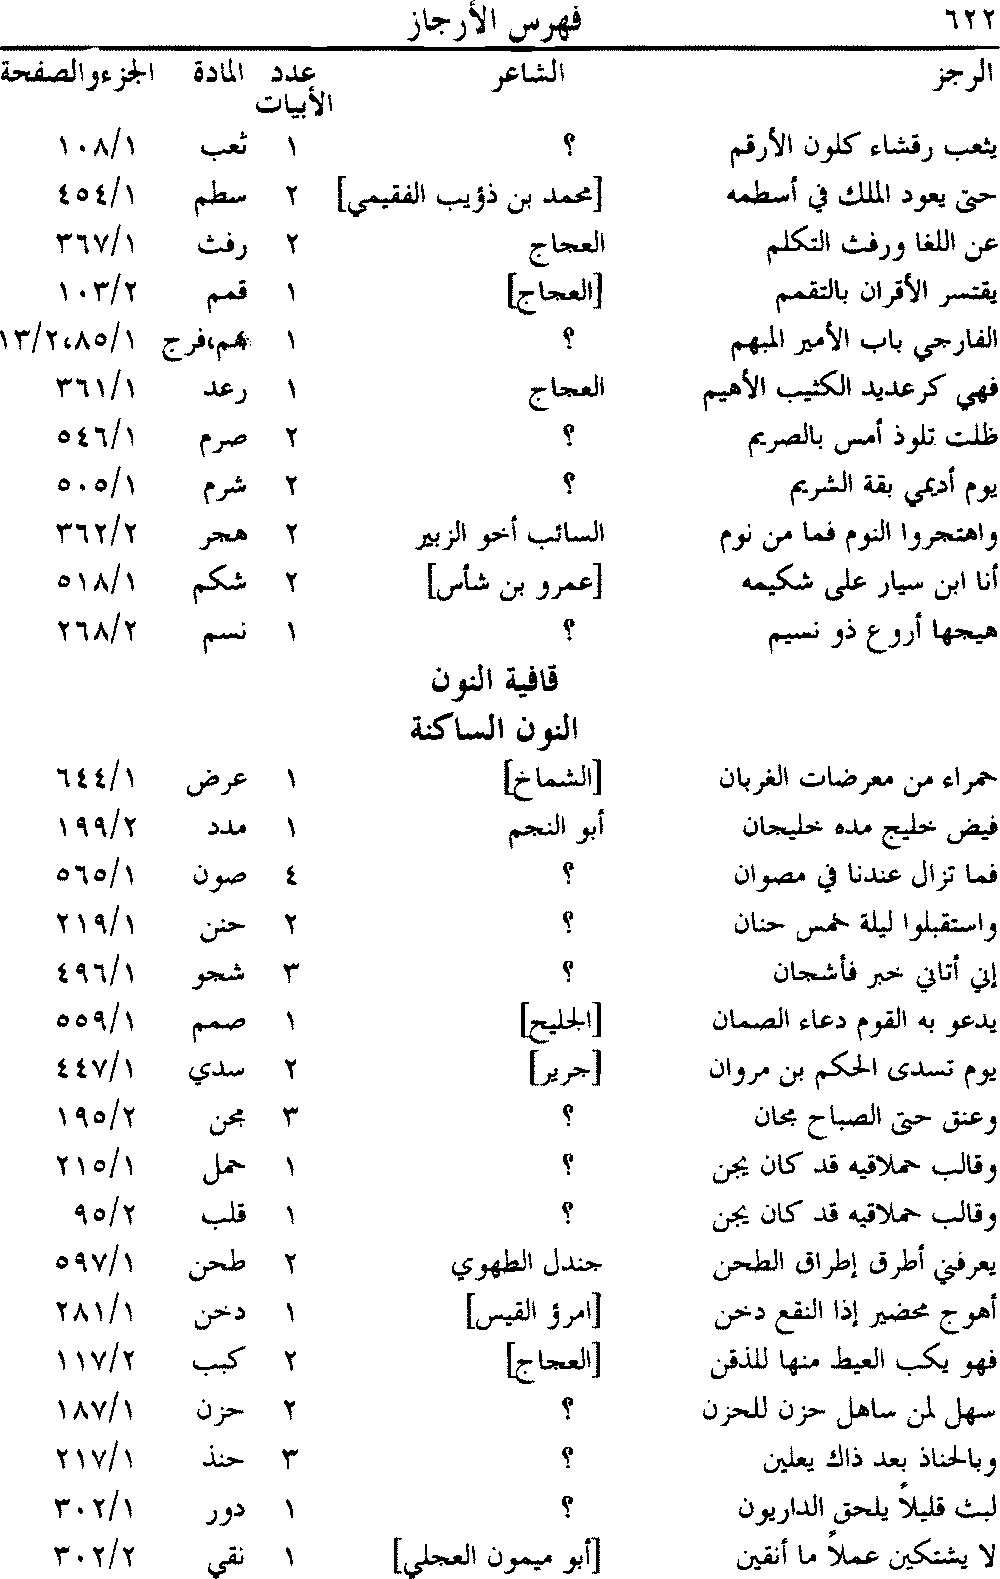 ٦٢٢ فهرس الأرجاز
الرجز الشاعر عدد المادة الجزء والصفحة
الأبيات
يثعب رقشاء كلون الأرقم ؟ ١ ثعب ١٠٨/١
حتى يعود الملك في أسطمه [محمد بن ذؤيب الفقيمي] ٢ سطم ٤٥٤/١
عن اللغا ورفث التكلم العجاج ٢ رفث ٣٦٧/١
يقتسر الأقران بالتقمم [العجاج] ١ قمم ١٠٣/٢
الفارجي باب الأمير المبهم ؟ ١ فرج ٨٥/١،١٣/٢
فهي كرعديد الكثيب الأهيم العجاج ١ رعد ٣٦١/١
ظلت تلوذ أمس بالصريم ؟ ٢ صرم ٥٤٦/١
يوم أديمي بقة الشريم ؟ ٢ شرم ٥٠٥/١
واهتجروا النوم فما من نوم السائب أخو الزبير ٢ هجر ٣٦٢/٢
أنا ابن سيار على شكيمه [عمرو بن شأس] ٢ شكم ٥١٨/١
هيجها أروع ذو نسيم ؟ ١ نسم ٢٦٨/٢
قافية النون
النون الساكنة
حمراء من معرضات الغربان [الشماخ] ١ عرض ٦٤٤/١
فيض خليج مده خليجان أبو النجم ١ مدد ١٩٩/٢
فما تزال عندنا في مصوان ؟ ٤ صون ٥٦٥/١
واستقبلوا ليلة خمس حنان ؟ ٢ حنن ٢١٩/١
إني أتاني خبر فأشجان ؟ ٣ شجو ٤٩٦/١
يدعو به القوم دعاء الصمان [الجليح] ١ صمم ٥٥٩/١
يوم تسدى الحكم بن مروان [جرير] ٢ سدي ٤٤٧/١
وعنق حتى الصباح مجان ؟ ٣ مجن ١٩٥/٢
وقالب حملاقيه قد كان يجن ؟ ١ حمل ٢١٥/١
وقالب حملاقيه قد كان يجن ؟ ١ قلب ٩٥/٢
يعرفني أطرق إطراق الطحن جندل الطهوي ٢ طحن ٥٩٧/١
أهوج محضير إذا النقع دخن [امرؤ القيس] ١ دخن ٢٨١/١
فهو يكب العيط منها للذقن [العجاج] ٢ كبب ١١٧/٢
سهل لمن ساهل حزن للحزن ؟ ٢ حزن ١٨٧/١
وبالحناذ بعد ذاك يعلين ؟ ٣ حنذ ٢١٧/١
لبث قليلاً يلحق الداريون ؟ ١ دور ٣٠٢/١
لا يشتكين عملاً ما أنقين [أبو ميمون العجلي] ١ نقي ٣٠٢/٢